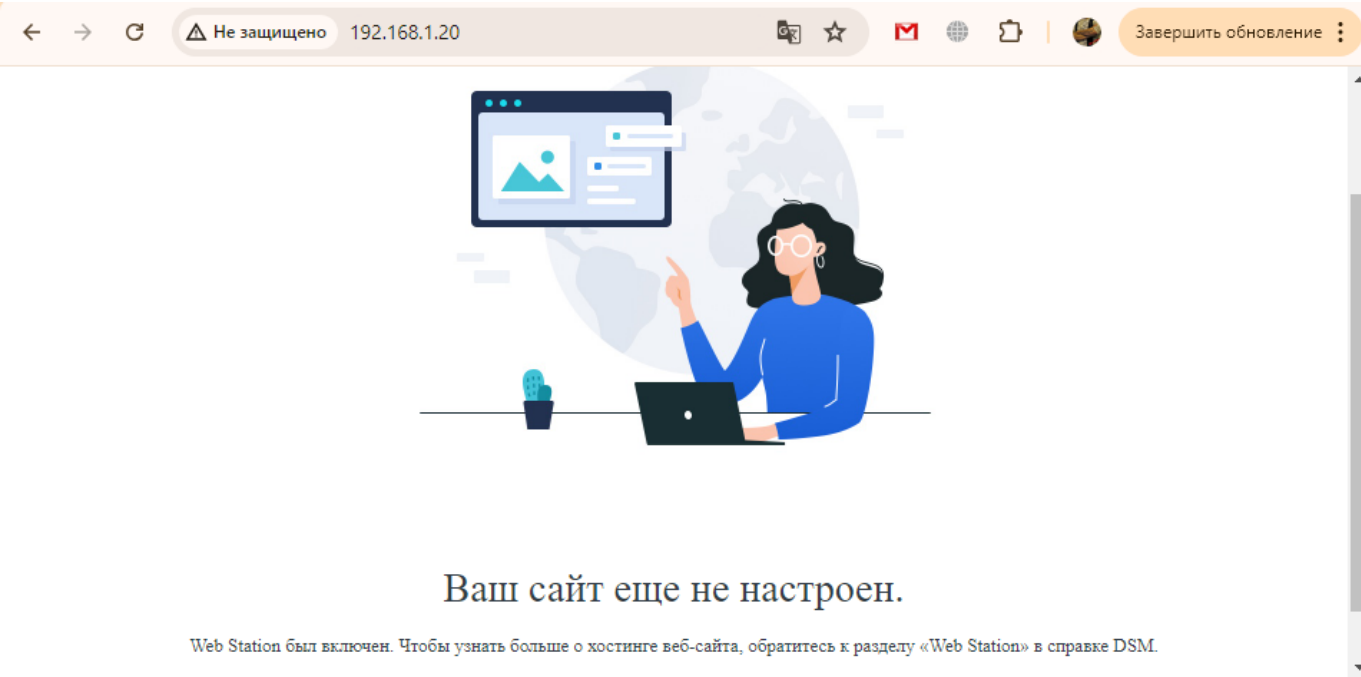 Не защищено 192.168.1.20 Завершить обновление
Ваш сайт еще не настроен.
Web Station был включен. Чтобы узнать больше о хостинге веб-сайта, обратитесь к разделу «Web Station» в справке DSM.